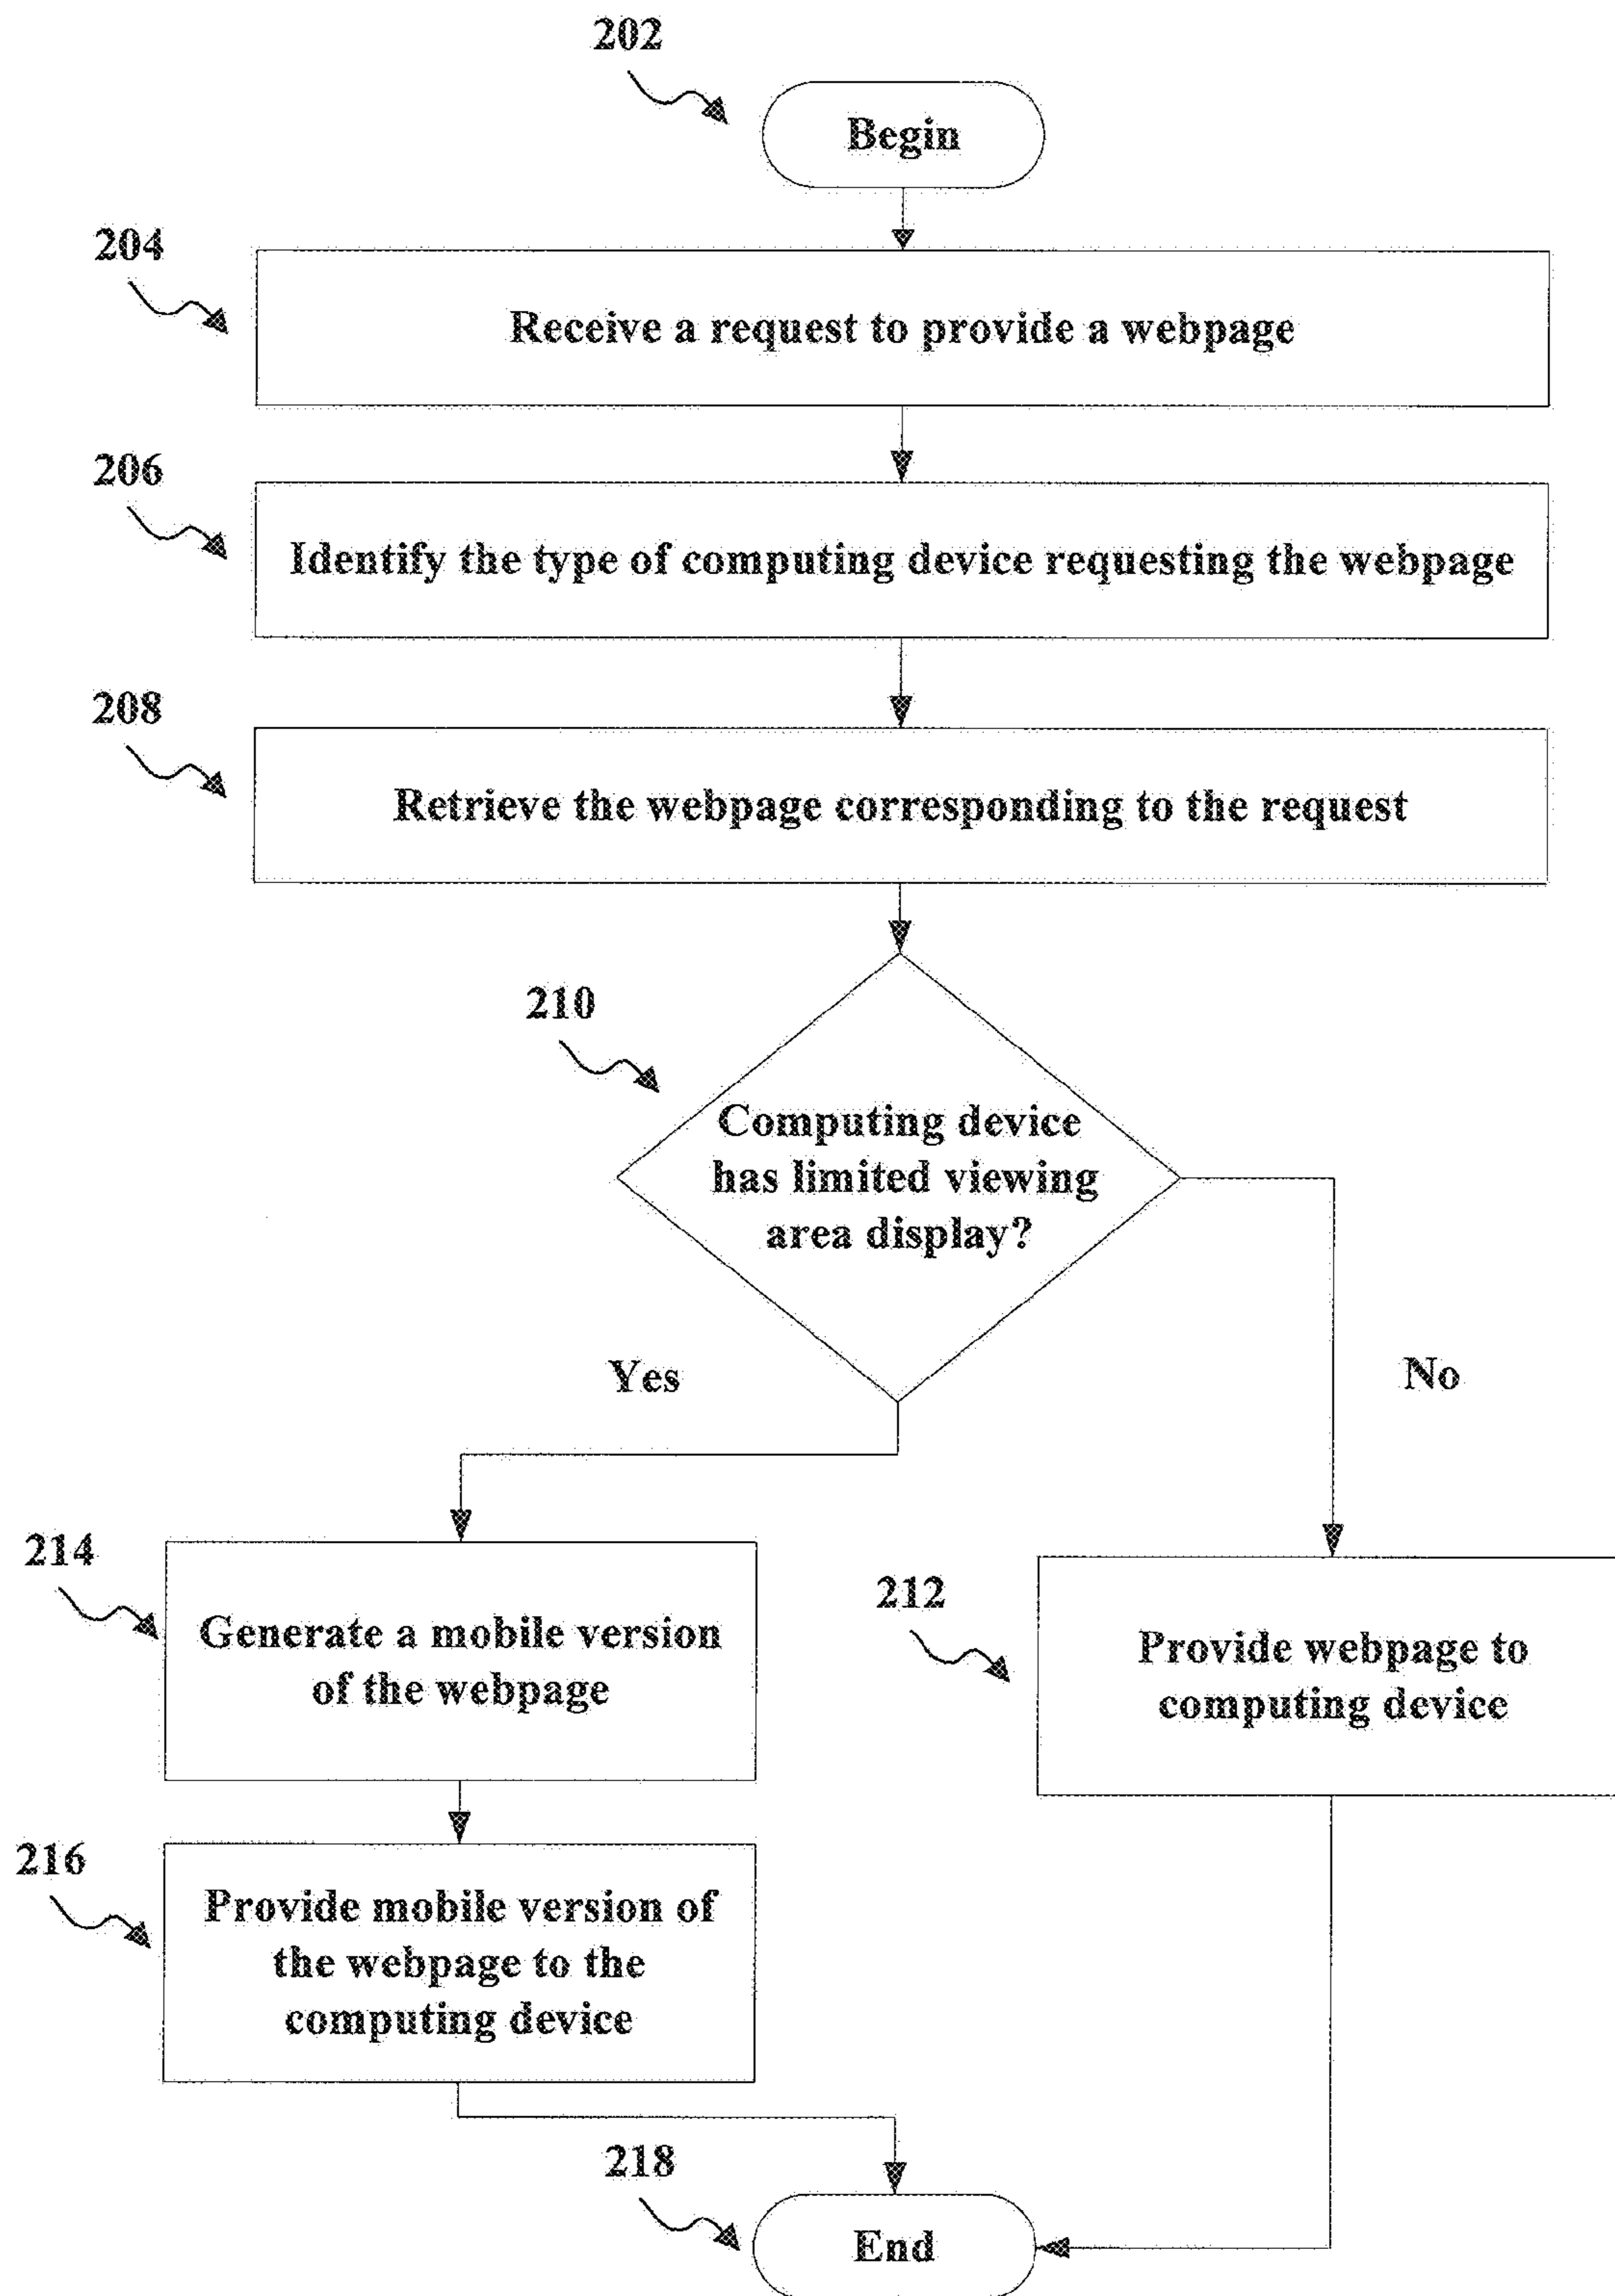 202
Begin
204
Receive a request to provide a webpage
206
Identify the type of computing device requesting the webpage
208
Retrieve the webpage corresponding to the request
210
Computing device
has limited viewing
area display?
Yes
No
214
Generate a mobile version
of the webpage
212
Provide webpage to
computing device
216
Provide mobile version of
the webpage to the
computing device
218
End